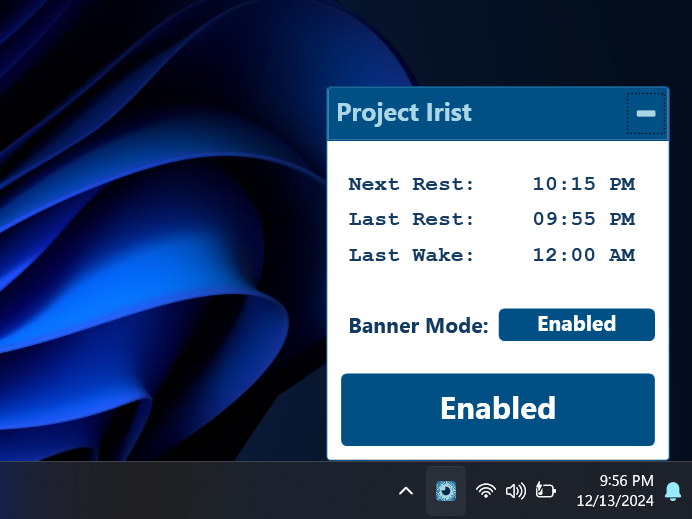 Project Irist
Next Rest: 10:15 PM
Last Rest: 09:55 PM
Last Wake: 12:00 AM
Banner Mode: Enabled
Enabled
9:56 PM
12/13/2024